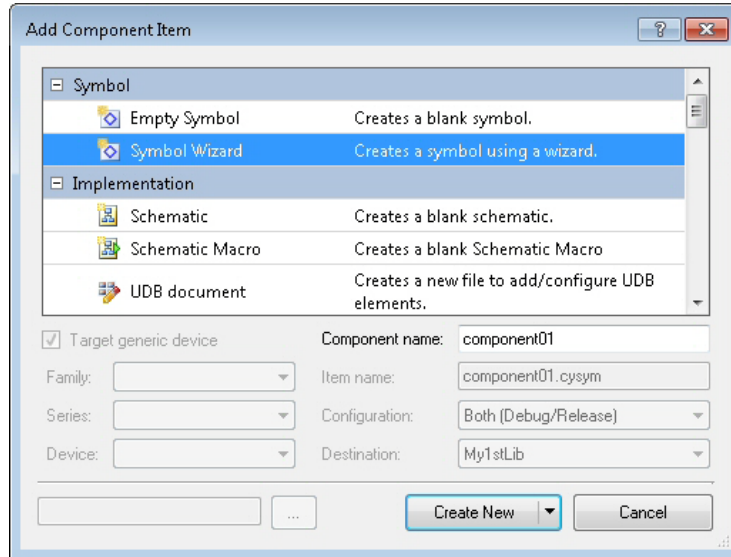 Add Component Item
Symbol
Empty Symbol Creates a blank symbol.
Symbol Wizard Creates a symbol using a wizard.
Implementation
Schematic Creates a blank schematic.
Schematic Macro Creates a blank Schematic Macro
UDB document Creates a new file to add/configure UDB
elements.
Target generic device Component name: component01
Family: Item name: component01.cysym
Series: Configuration: Both (Debug/Release)
Device: Destination: My1stLib
... Create New Cancel